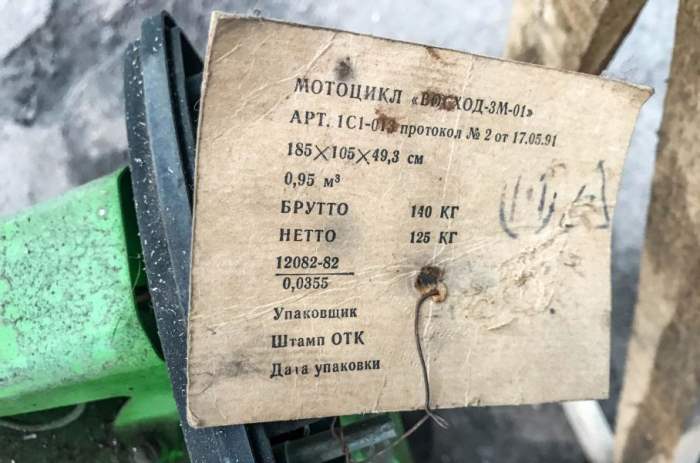 МОТОЦИКЛ «ВОСХОД-3М-01»
АРТ. 1С1-013 протокол № 2 от 17.05.91
185×105×49,3 см
0,95 м³
БРУТТО 140 КГ
НЕТТО 125 КГ
12082-82
0,0355
Упаковщик
Штамп ОТК
Дата упаковки